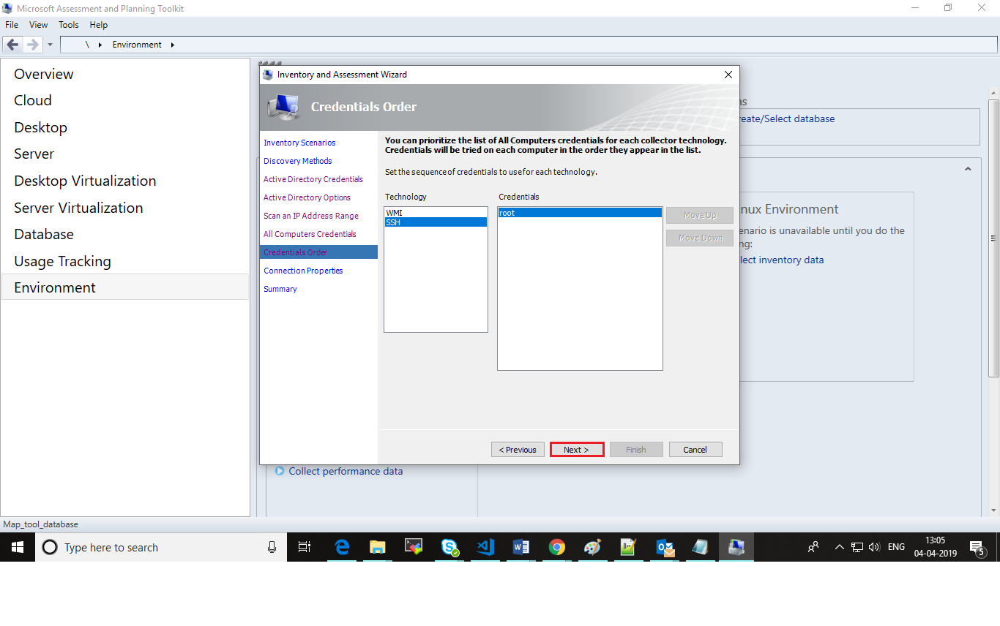 Microsoft Assessment and Planning Toolkit
File View Tools Help
\ Environment
Overview
Cloud
Desktop
Server
Desktop Virtualization
Server Virtualization
Database
Usage Tracking
Environment
Inventory and Assessment Wizard
Credentials Order
Inventory Scenarios
Discovery Methods
Active Directory Credentials
Active Directory Options
Scan an IP Address Range
All Computers Credentials
Credentials Order
Connection Properties
Summary
You can prioritize the list of All Computers credentials for each collector technology.
Credentials will be tried on each computer in the order they appear in the list.
Set the sequence of credentials to use for each technology.
Technology
WMI
SSH
Credentials
root
Move Up
Move Down
< Previous Next > Finish Cancel
ns
reate/Select database
nux Environment
enario is unavailable until you do the
ng:
lect inventory data
Collect performance data
Map_tool_database
Type here to search
ENG
13:05
04-04-2019
5